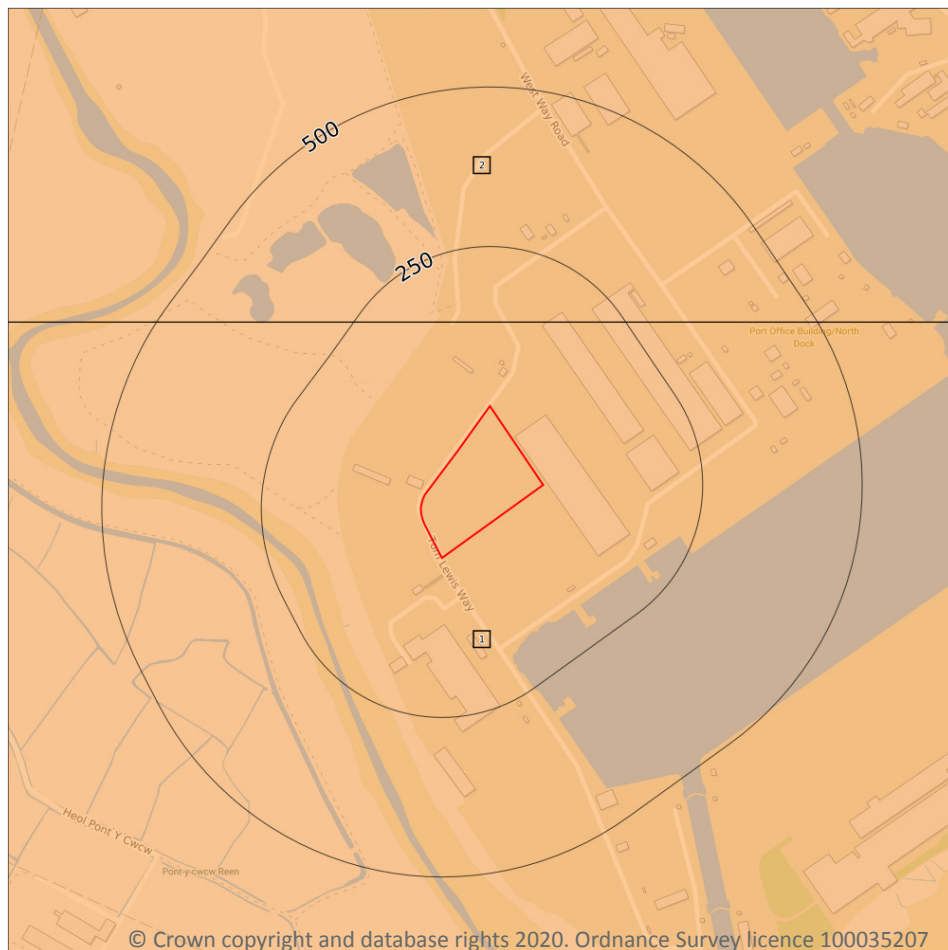 West Way Road
500
2
250
Port Office Building/North
Dock
Tom Lewis Way
1
Heol Pont Y Cwcw
Pont-y-cwcw Reen
© Crown copyright and database rights 2020. Ordnance Survey licence 100035207